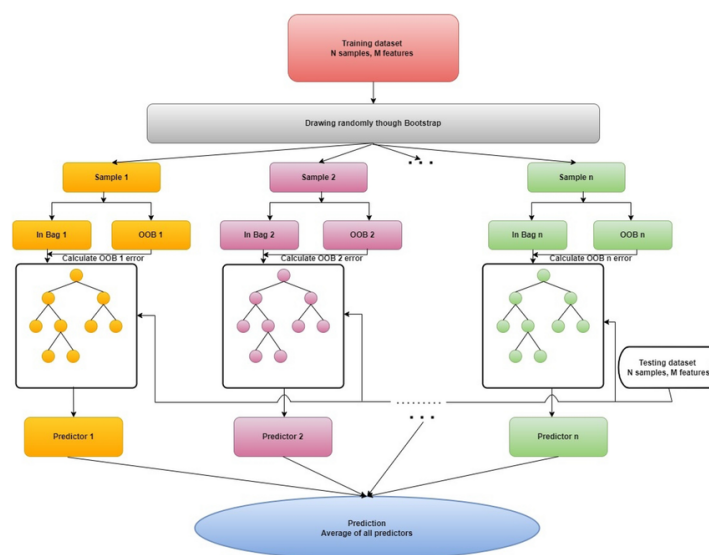 Training dataset
N samples, M features
Drawing randomly though Bootstrap
Sample 1
Sample 2
Sample n
In Bag 1
OOB 1
In Bag 2
OOB 2
In Bag n
OOB n
Calculate OOB 1 error
Calculate OOB 2 error
Calculate OOB n error
Testing dataset
N samples, M features
Predictor 1
Predictor 2
Predictor n
Prediction
Average of all predictors